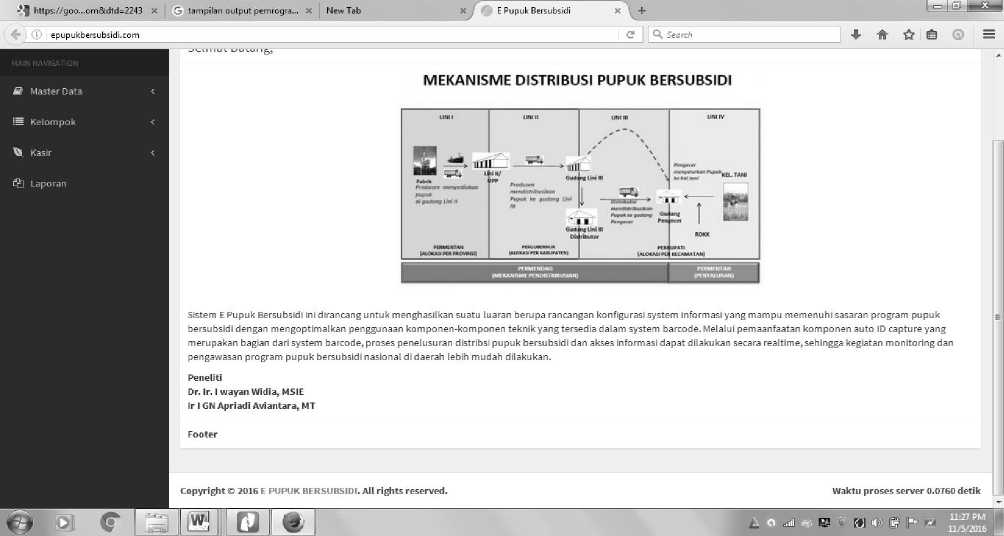 https://goo...om&dtd=2243
tampilan output pemrogra...
New Tab
E Pupuk Bersubsidi
epupukbersubsidi.com
Search
MAIN NAVIGATION
Master Data
Kelompok
Kasir
Laporan
MEKANISME DISTRIBUSI PUPUK BERSUBSIDI
LINI I
LINI II
LINI III
LINI IV
Pabrik
Produsen menyediakan
pupuk
di gudang Lini II
Lini II/
UPP
Produsen
mendistribusikan
Pupuk ke gudang Lini
III
Gudang Lini III
Gudang Lini III
Distributor
Distributor
mendistribusikan
Pupuk ke gudang
Pengecer
Gudang
Pengecer
Pengecer
menyalurkan Pupuk
ke kel tani
KEL. TANI
RDKK
PERMENTAN
(ALOKASI PER PROVINSI)
(ALOKASI PER KABUPATEN)
(ALOKASI PER KECAMATAN)
PERMENDAG
(MEKANISME PENDISTRIBUSIAN)
PERMENTAN
(PENYALURAN)
Sistem E Pupuk Bersubsidi ini dirancang untuk menghasilkan suatu luaran berupa rancangan konfigurasi system informasi yang mampu memenuhi sasaran program pupuk
bersubsidi dengan mengoptimalkan penggunaan komponen-komponen teknik yang tersedia dalam system barcode. Melalui pemaanfaatan komponen auto ID capture yang
merupakan bagian dari system barcode, proses penelusuran distribsi pupuk bersubsidi dan akses informasi dapat dilakukan secara realtime, sehingga kegiatan monitoring dan
pengawasan program pupuk bersubsidi nasional di daerah lebih mudah dilakukan.
Peneliti
Dr. Ir. I wayan Widia, MSIE
Ir I GN Apriadi Aviantara, MT
Footer
Copyright © 2016 E PUPUK BERSUBSIDI. All rights reserved.
Waktu proses server 0.0760 detik
11:27 PM
11/5/2016